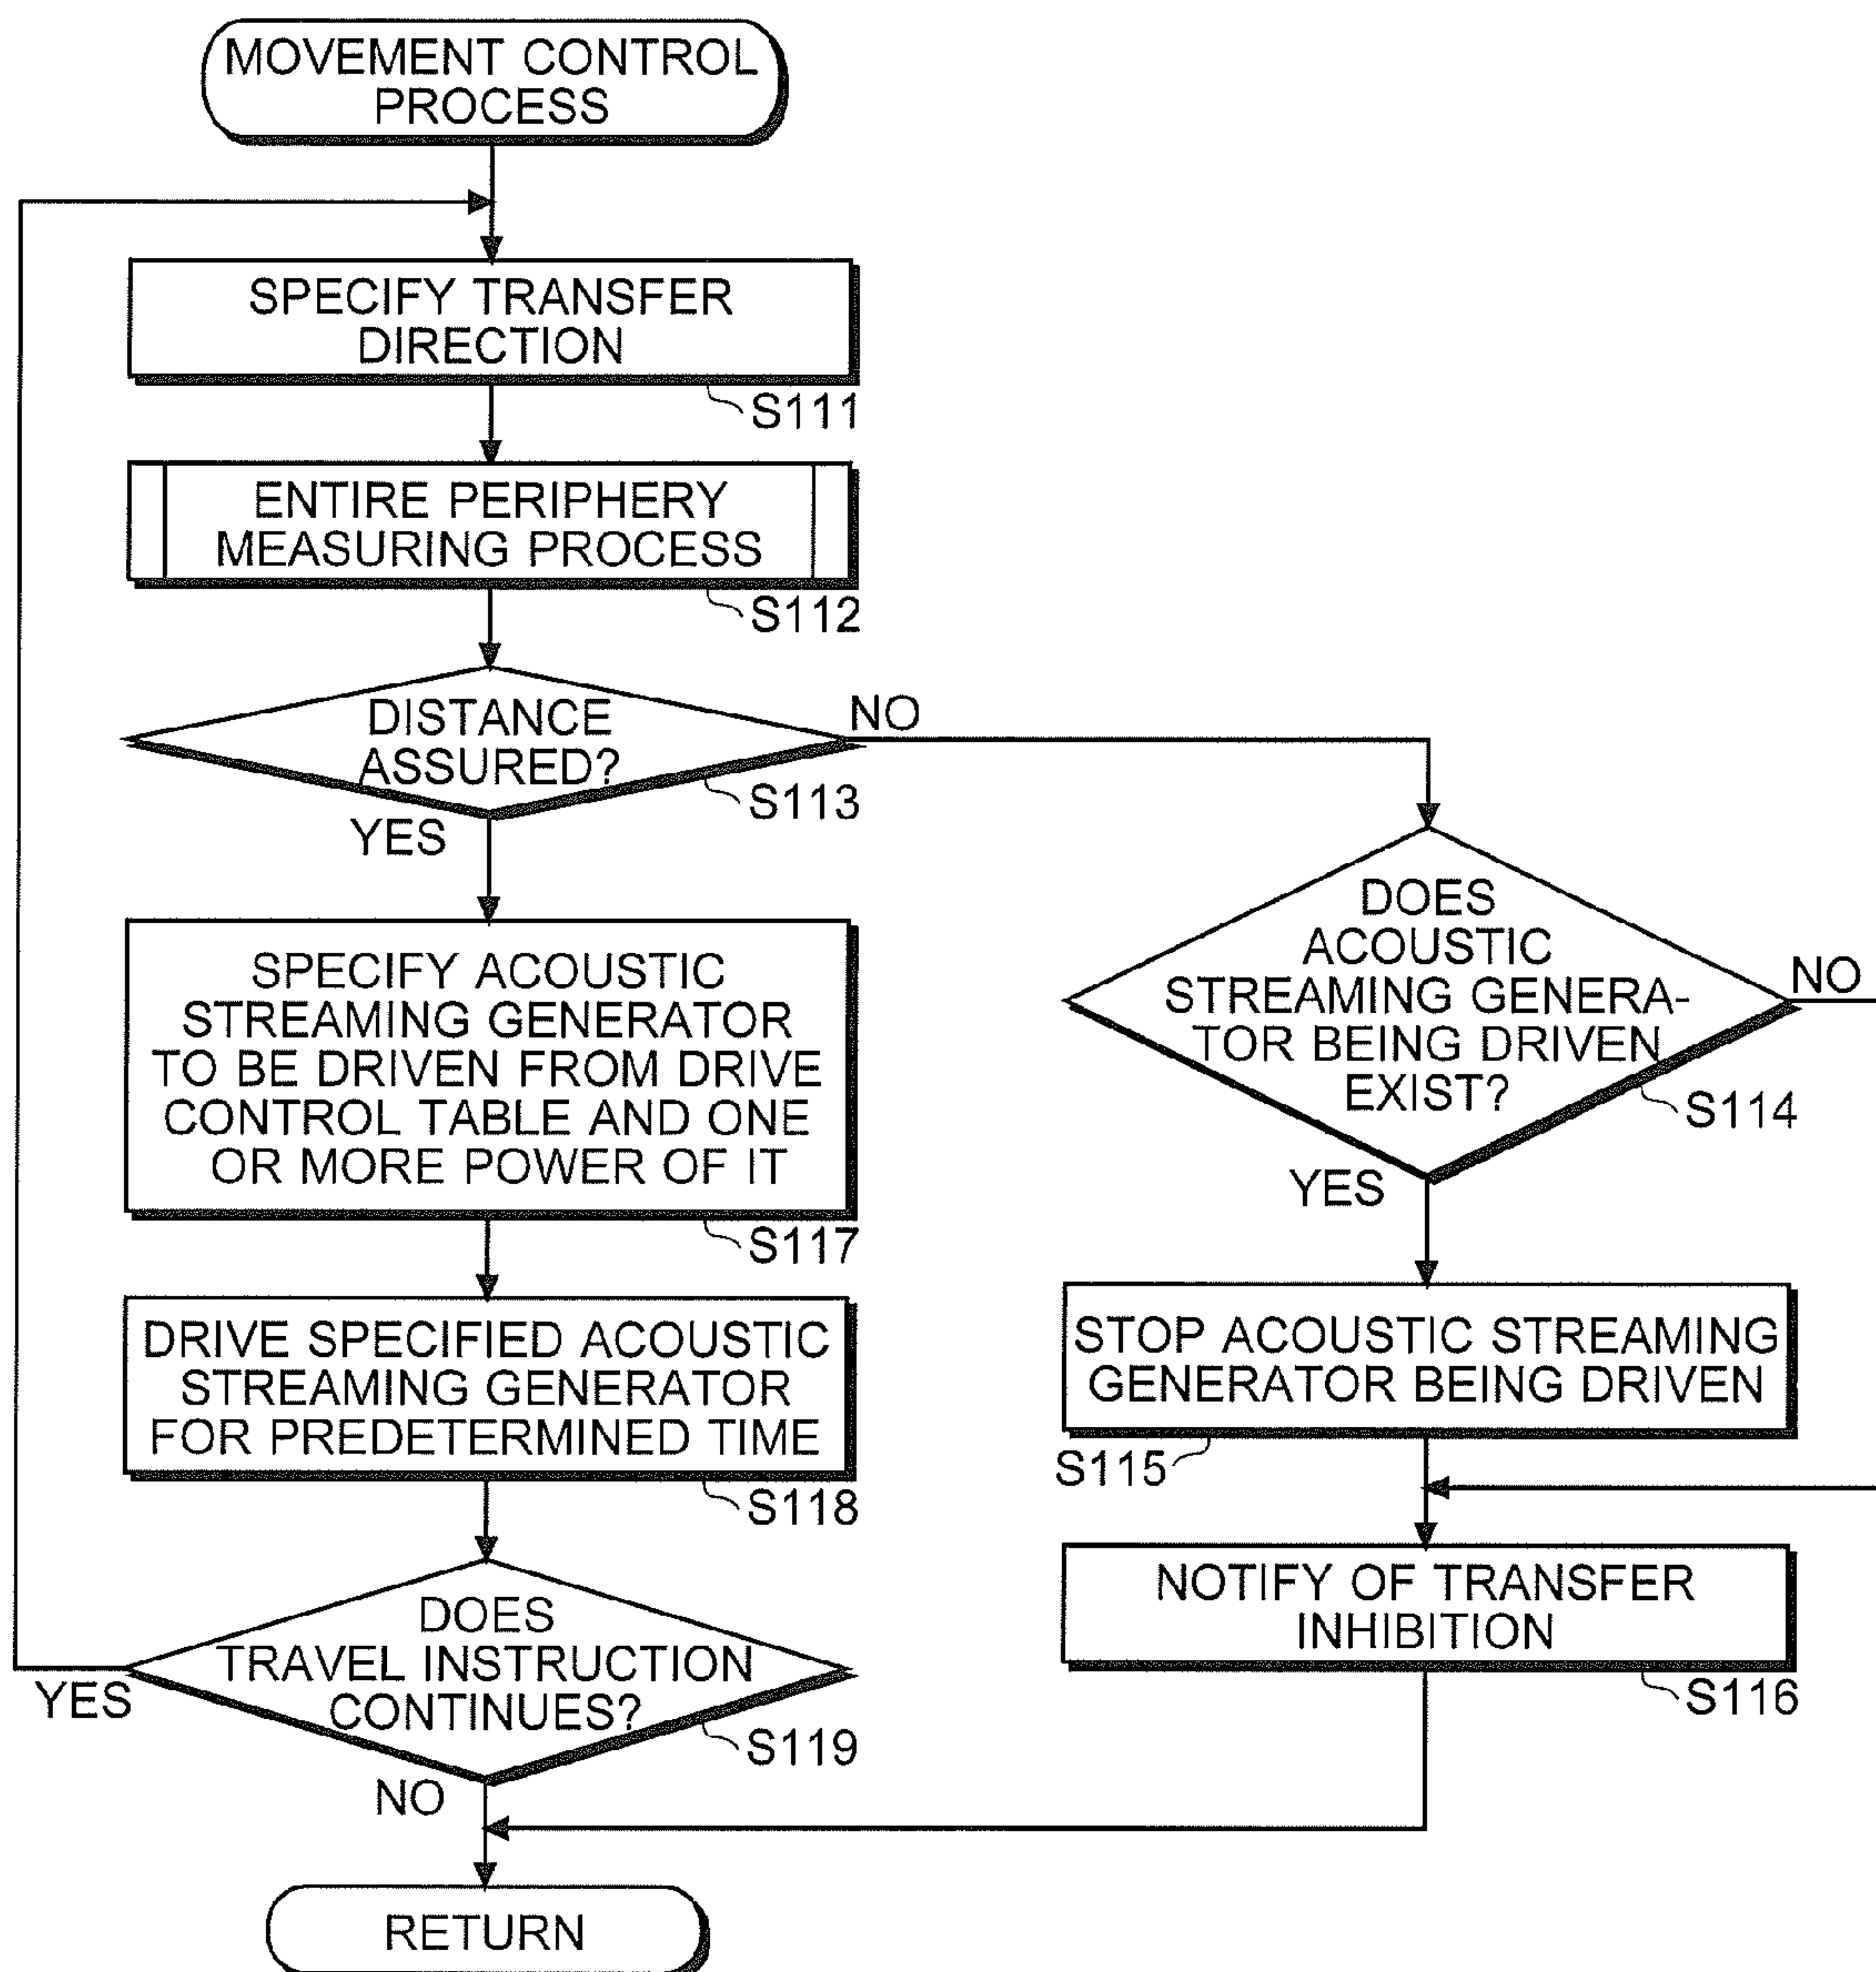 MOVEMENT CONTROL
PROCESS
SPECIFY TRANSFER
DIRECTION
S111
ENTIRE PERIPHERY
MEASURING PROCESS
S112
DISTANCE
ASSURED?
S113
NO
YES
DOES
ACOUSTIC
STREAMING GENERA-
TOR BEING DRIVEN
EXIST?
S114
NO
YES
STOP ACOUSTIC STREAMING
GENERATOR BEING DRIVEN
S115
NOTIFY OF TRANSFER
INHIBITION
S116
SPECIFY ACOUSTIC
STREAMING GENERATOR
TO BE DRIVEN FROM DRIVE
CONTROL TABLE AND ONE
OR MORE POWER OF IT
S117
DRIVE SPECIFIED ACOUSTIC
STREAMING GENERATOR
FOR PREDETERMINED TIME
S118
DOES
TRAVEL INSTRUCTION
CONTINUES?
S119
YES
NO
RETURN